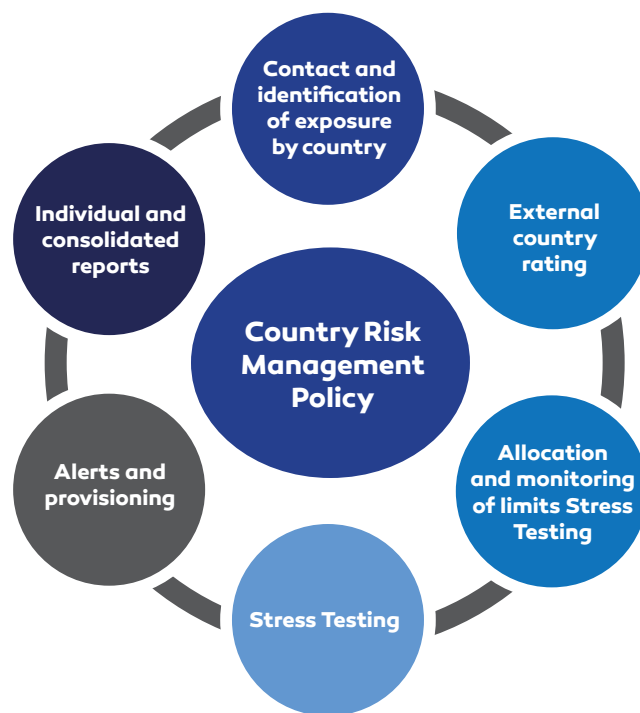 Contact and
identification
of exposure
by country
External
country
rating
Allocation
and monitoring
of limits Stress
Testing
Stress Testing
Alerts and
provisioning
Individual and
consolidated
reports
Country Risk
Management
Policy